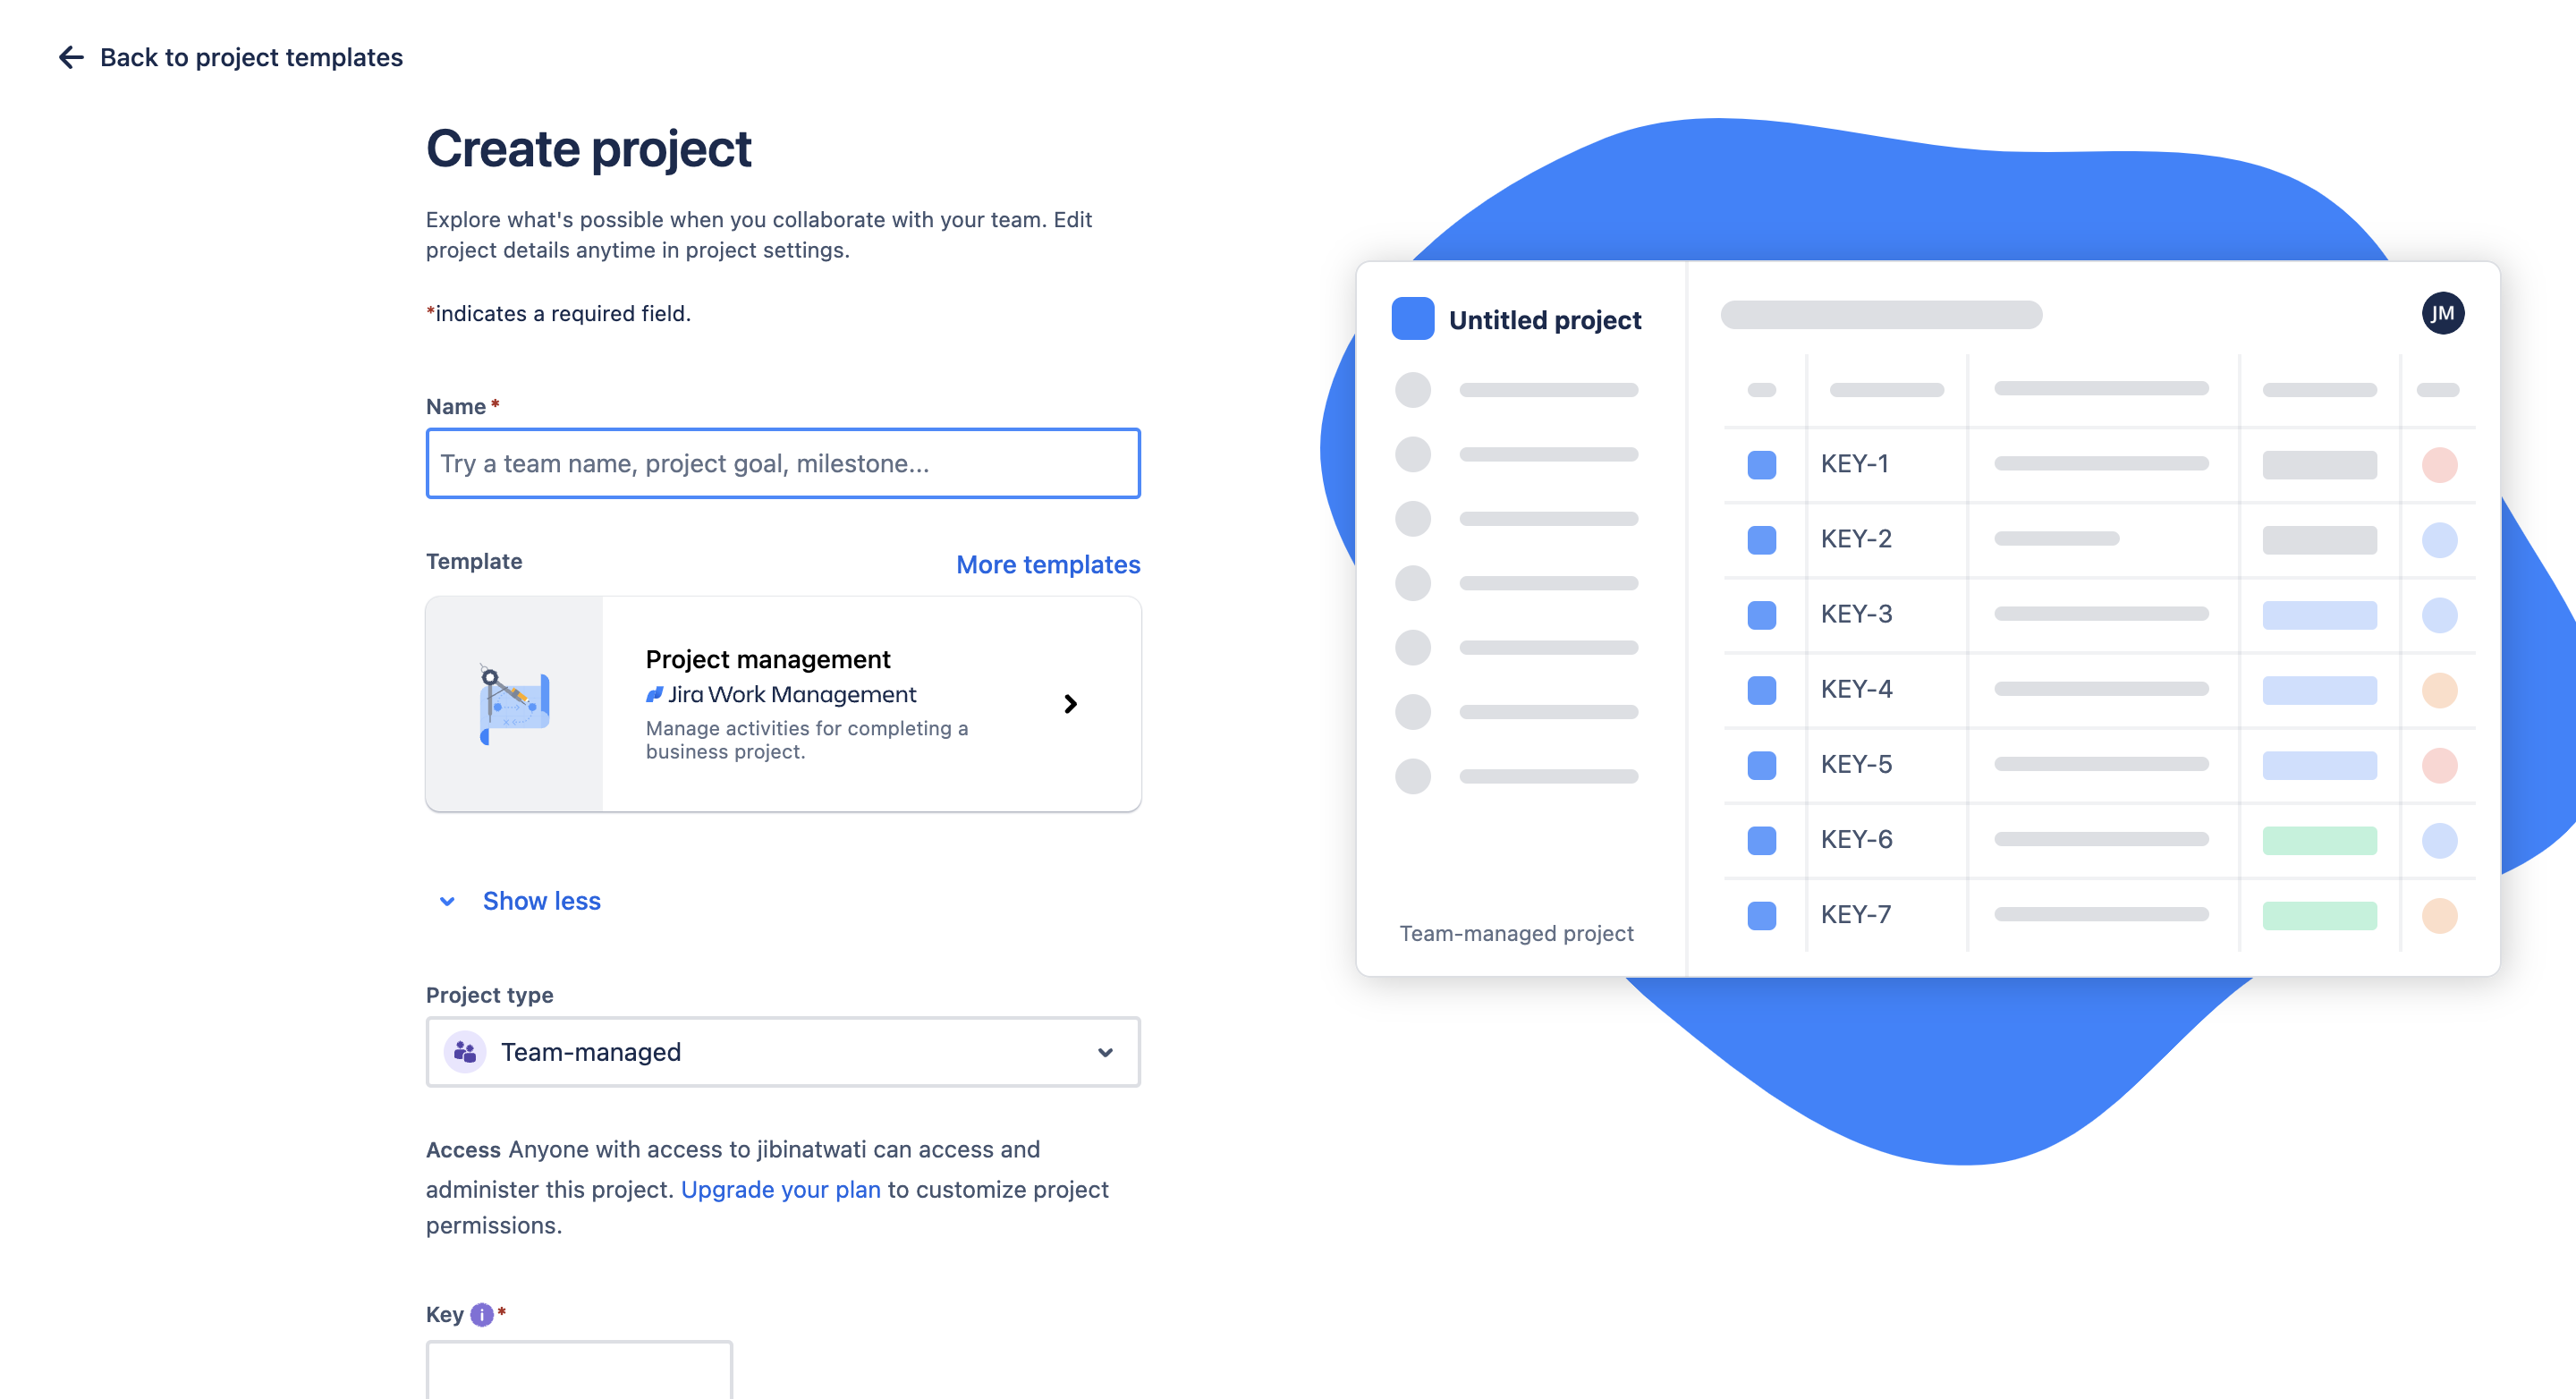 Back to project templates
Create project
Explore what's possible when you collaborate with your team. Edit
project details anytime in project settings.
*indicates a required field.
Name *
Try a team name, project goal, milestone...
Template
More templates
Project management
Jira Work Management
Manage activities for completing a
business project.
Show less
Project type
Team-managed
Access Anyone with access to jibinatwati can access and
administer this project. Upgrade your plan to customize project
permissions.
Key i *
Untitled project
JM
KEY-1
KEY-2
KEY-3
KEY-4
KEY-5
KEY-6
KEY-7
Team-managed project